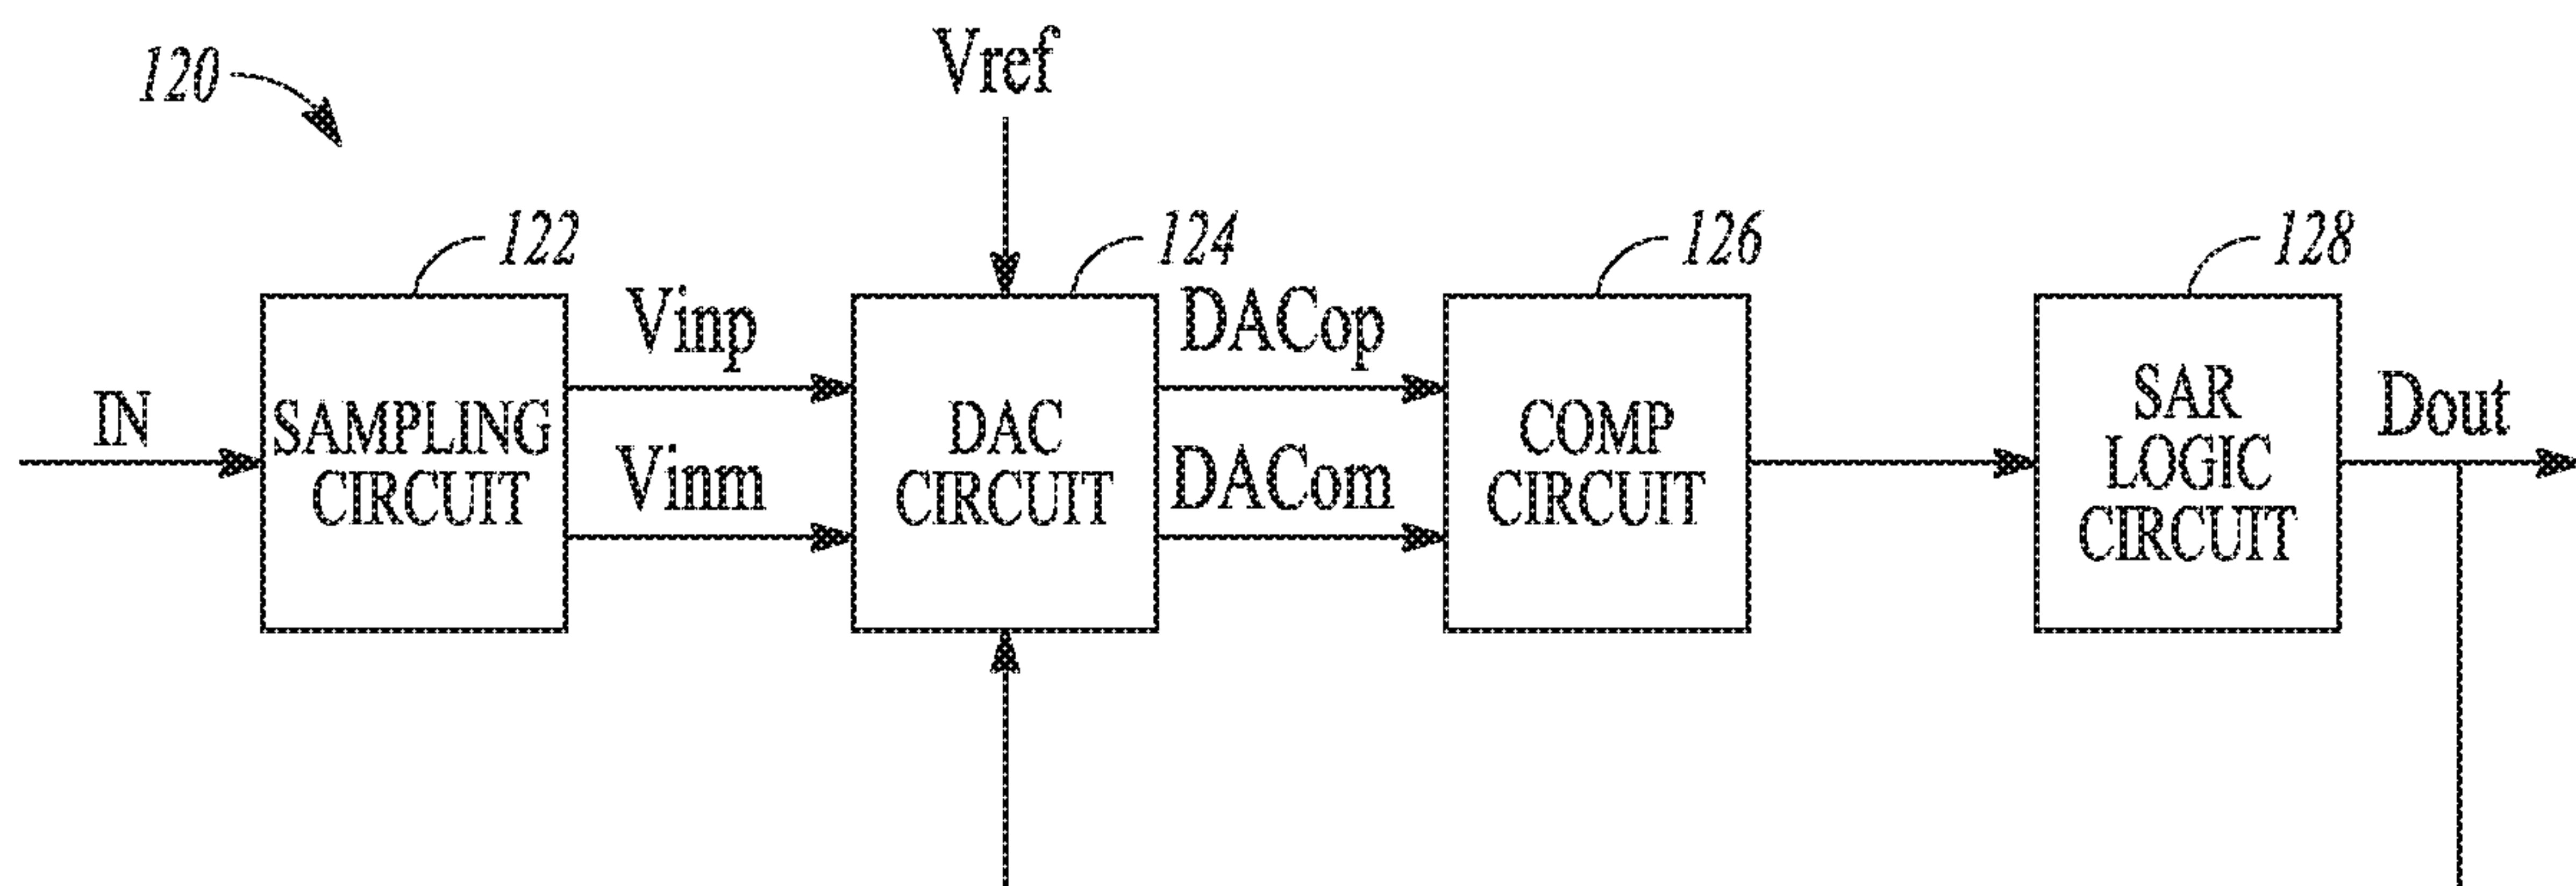 120
Vref
122
124
126
128
IN
SAMPLING
CIRCUIT
Vinp
Vinm
DAC
CIRCUIT
DACop
DACom
COMP
CIRCUIT
SAR
LOGIC
CIRCUIT
Dout